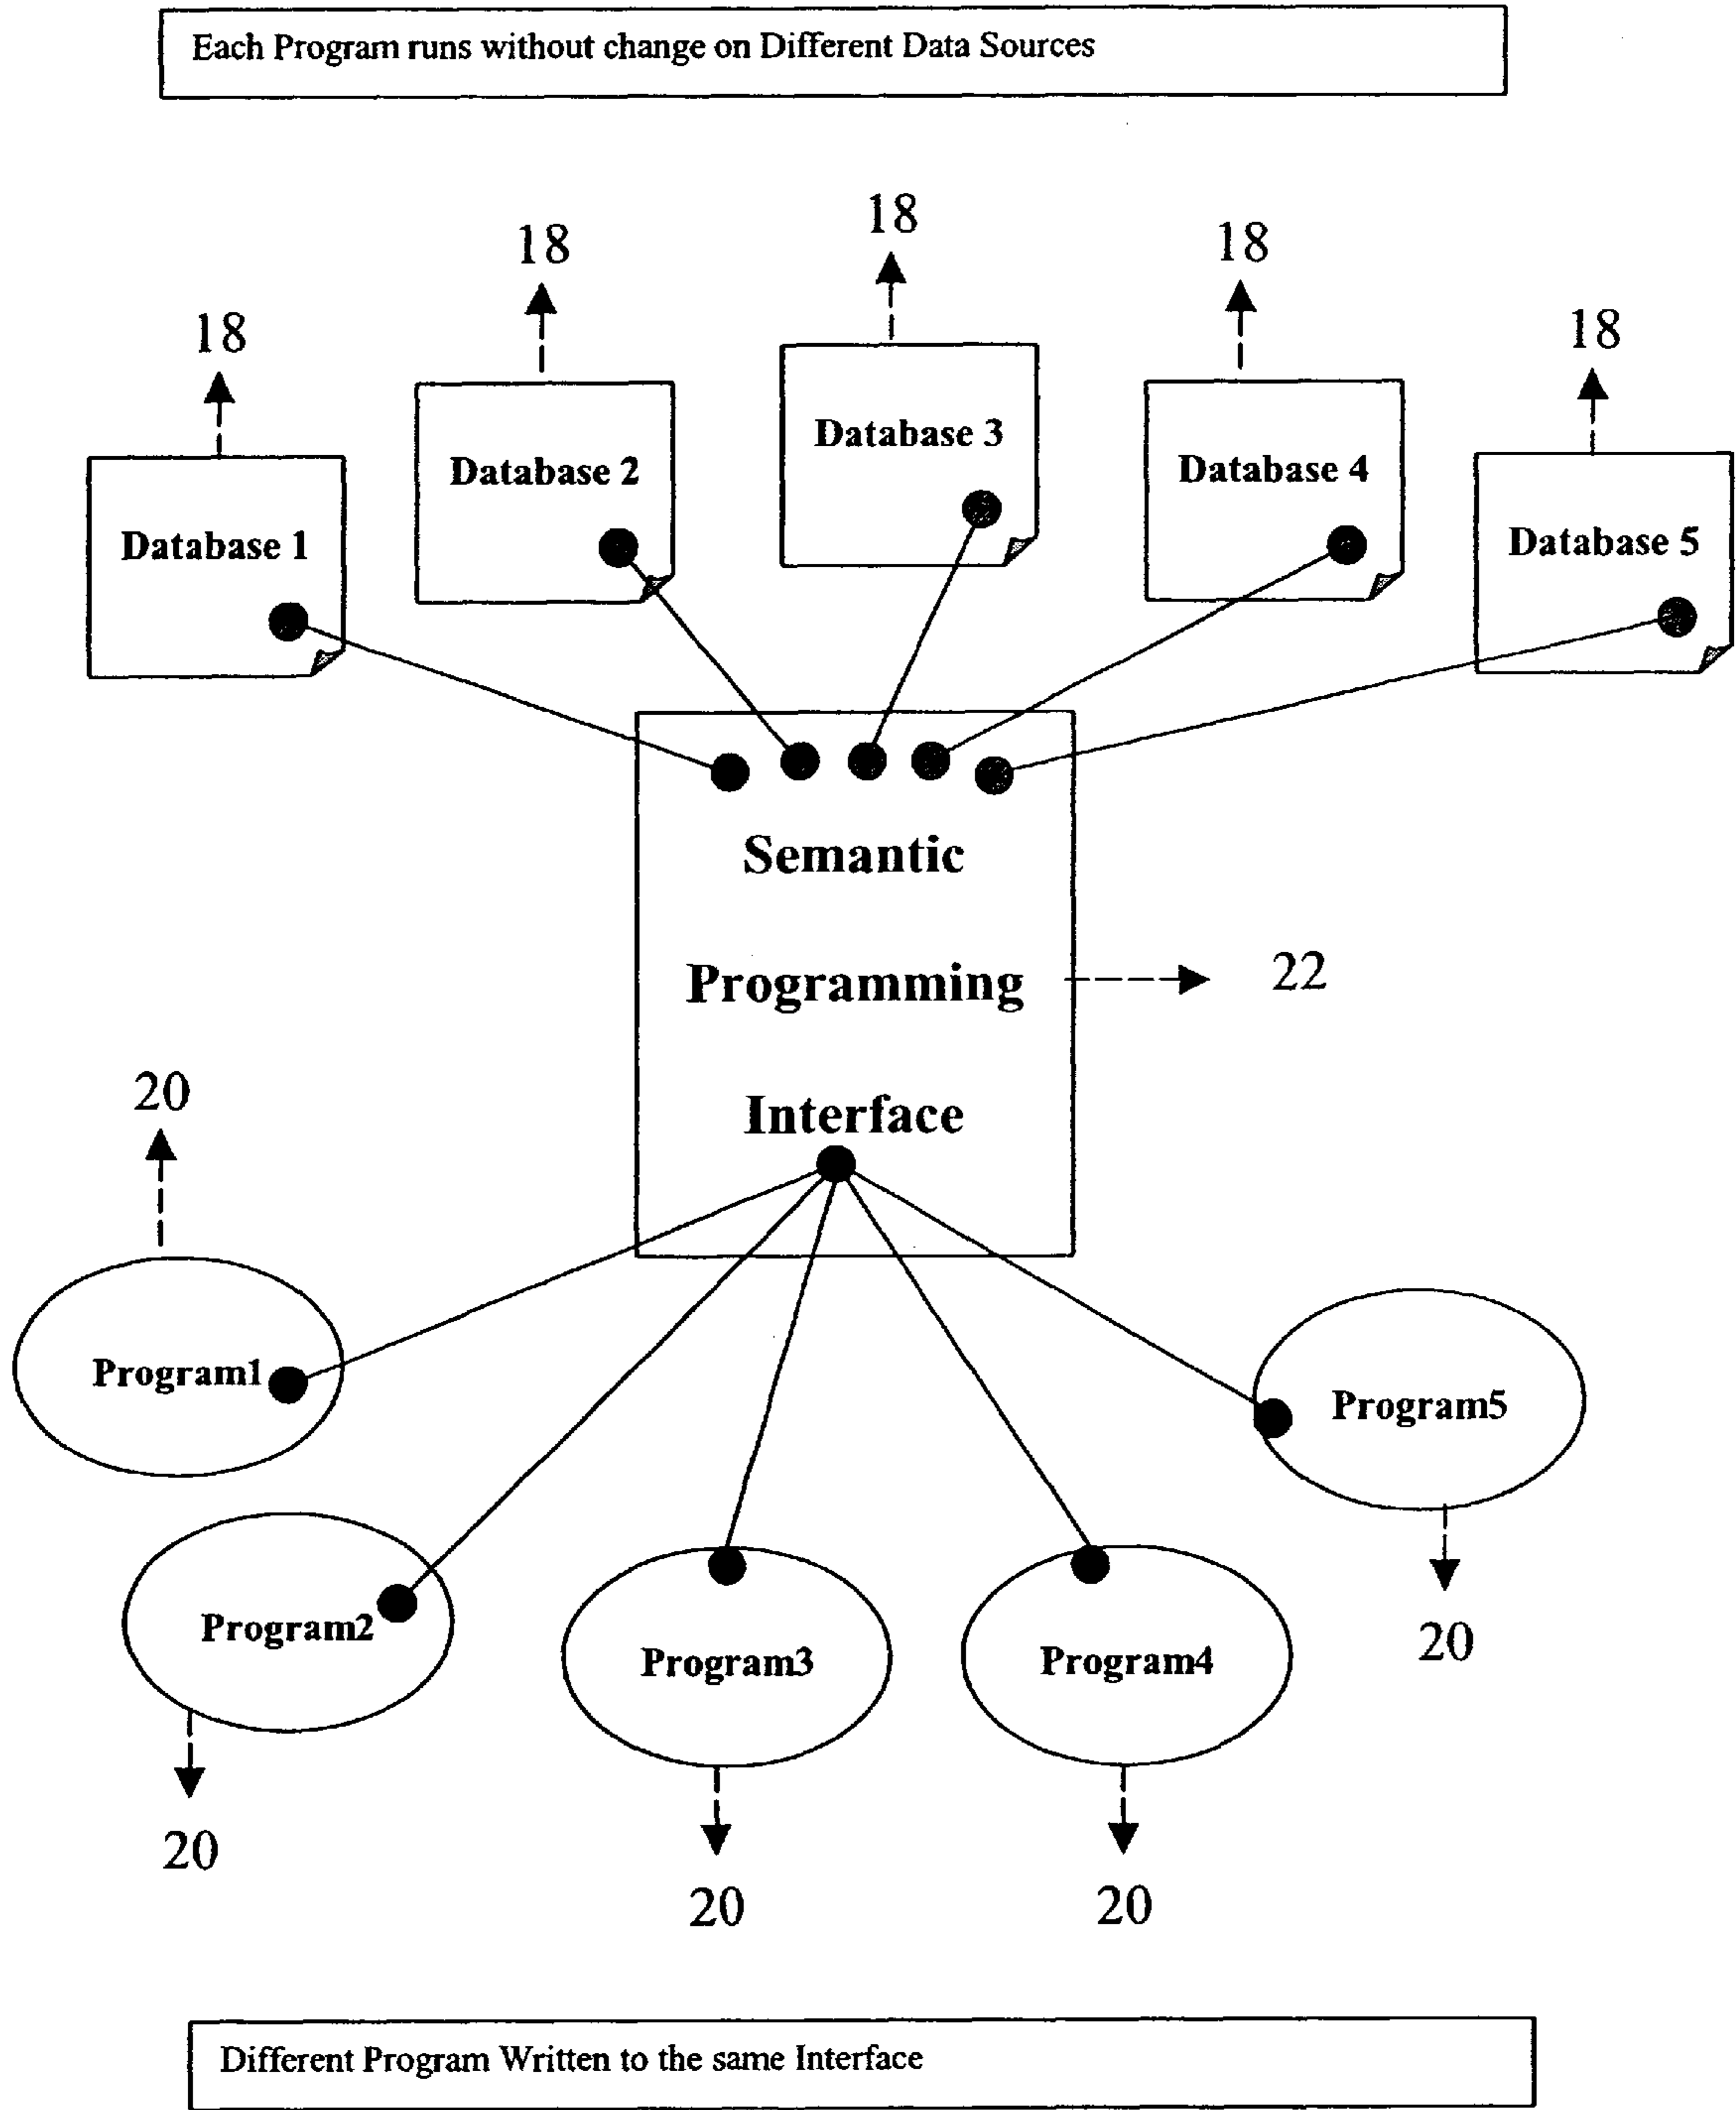 Each Program runs without change on Different Data Sources
18
18
18
18
18
Database 1
Database 2
Database 3
Database 4
Database 5
Semantic
Programming
Interface
22
20
Program1
Program2
Program3
Program4
Program5
20
20
20
20
Different Program Written to the same Interface